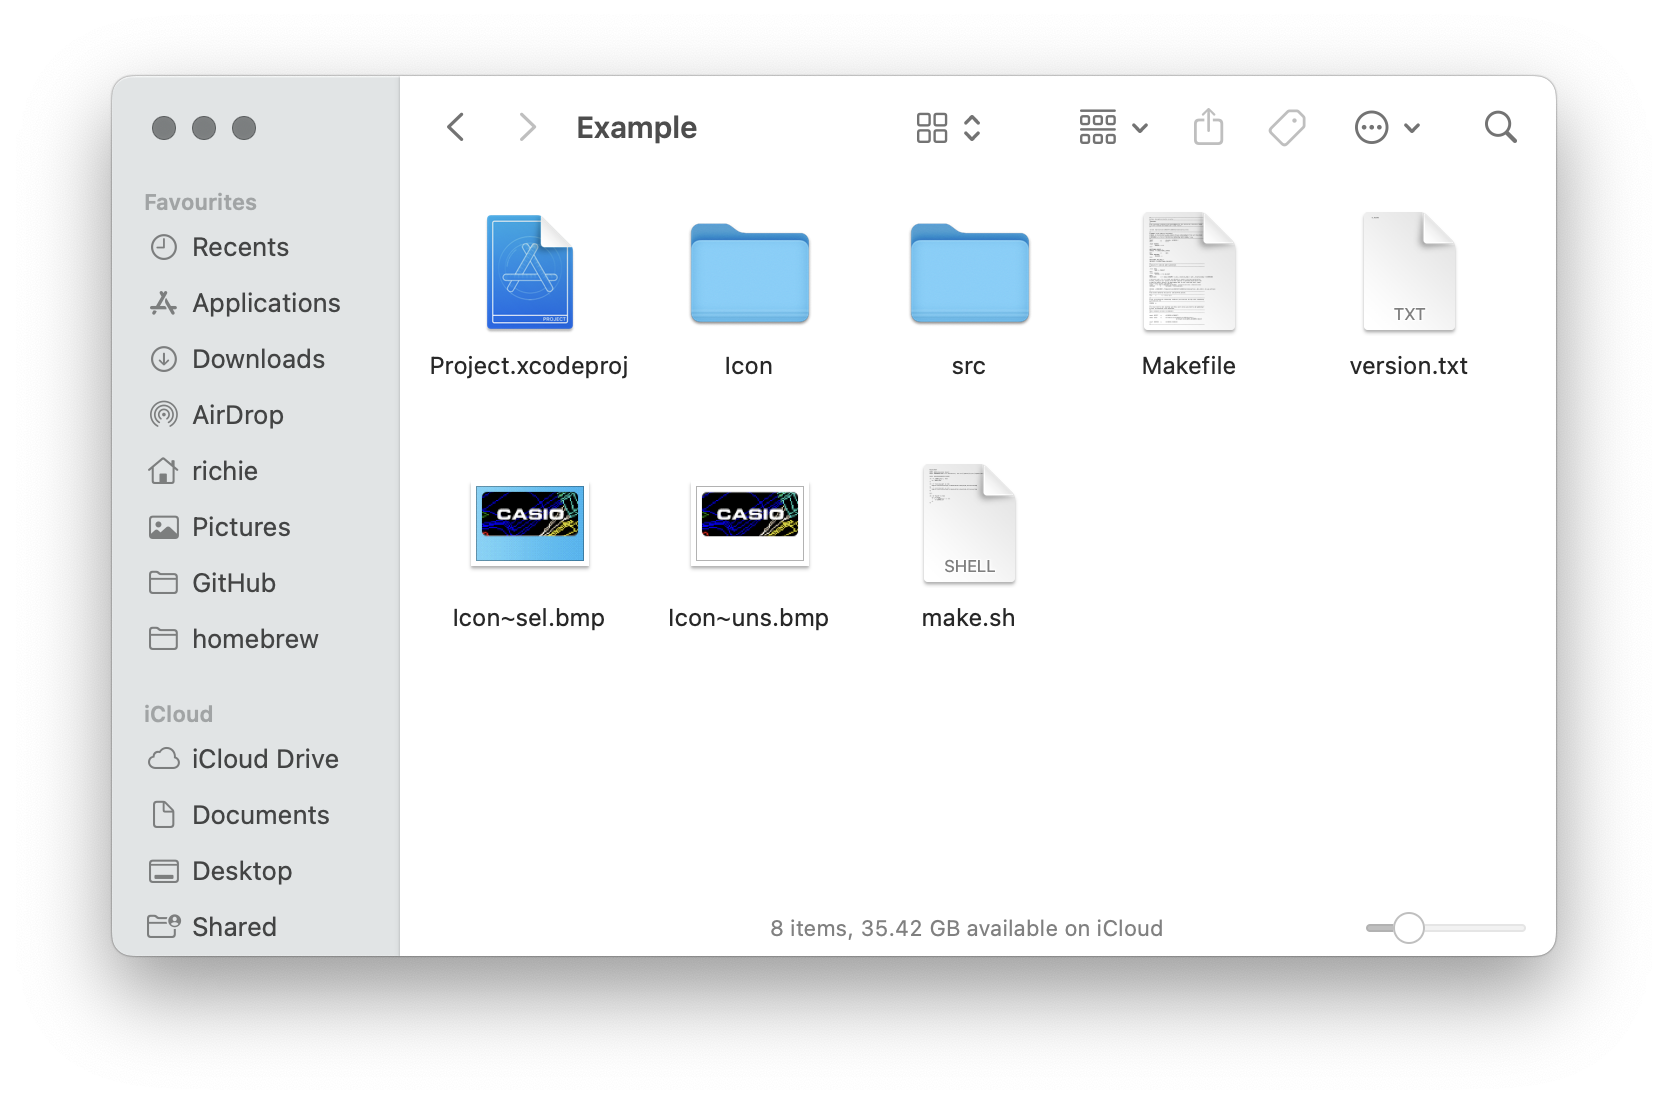 Example
Favourites
Recents
Applications
Downloads
AirDrop
richie
Pictures
GitHub
homebrew
iCloud
iCloud Drive
Documents
Desktop
Shared
PROJECT
TXT
Project.xcodeproj
Icon
src
Makefile
version.txt
CASIO
CASIO
SHELL
Icon~sel.bmp
Icon~uns.bmp
make.sh
8 items, 35.42 GB available on iCloud